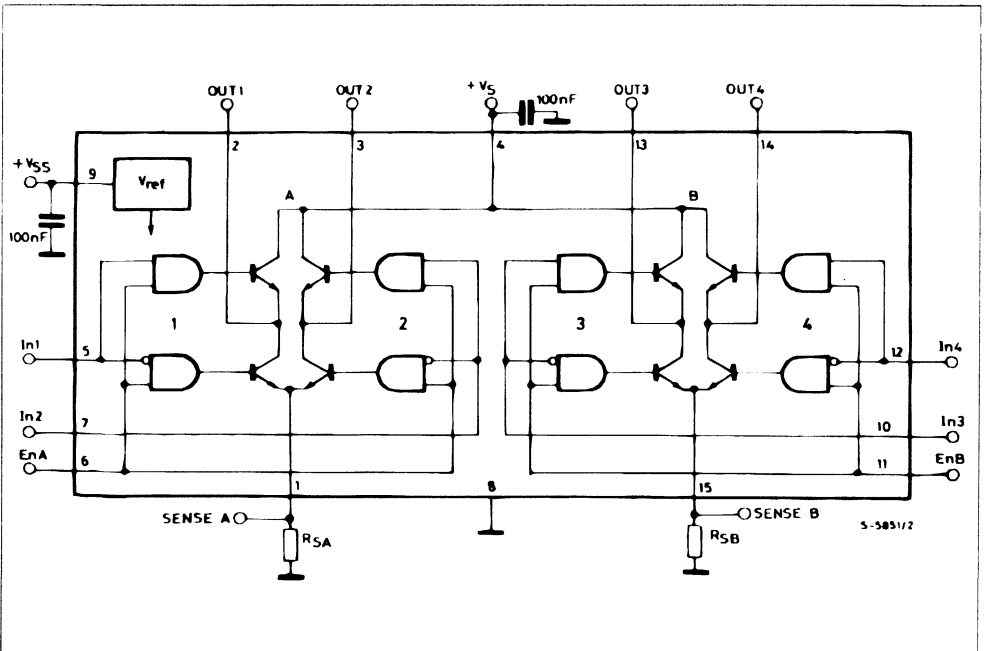 OUT1
OUT2
+VS
100nF
OUT3
OUT4
2
3
4
13
14
+VSS
9
Vref
100nF
A
B
1
2
3
4
In1
5
12
In4
In2
7
10
In3
EnA
6
11
EnB
1
8
15
SENSE A
SENSE B
S-5851/2
RSA
RSB